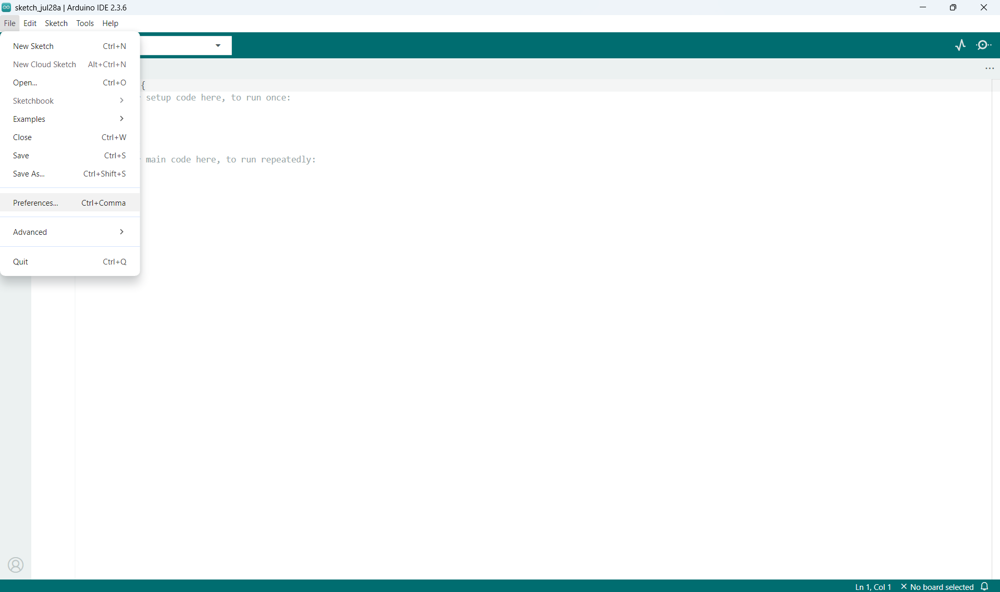 sketch_jul28a | Arduino IDE 2.3.6
File Edit Sketch Tools Help
New Sketch Ctrl+N
New Cloud Sketch Alt+Ctrl+N
Open... Ctrl+O
{
Sketchbook
setup code here, to run once:
Examples
Close Ctrl+W
Save Ctrl+S
main code here, to run repeatedly:
Save As... Ctrl+Shift+S
Preferences... Ctrl+Comma
Advanced
Quit Ctrl+Q
Ln 1, Col 1 No board selected